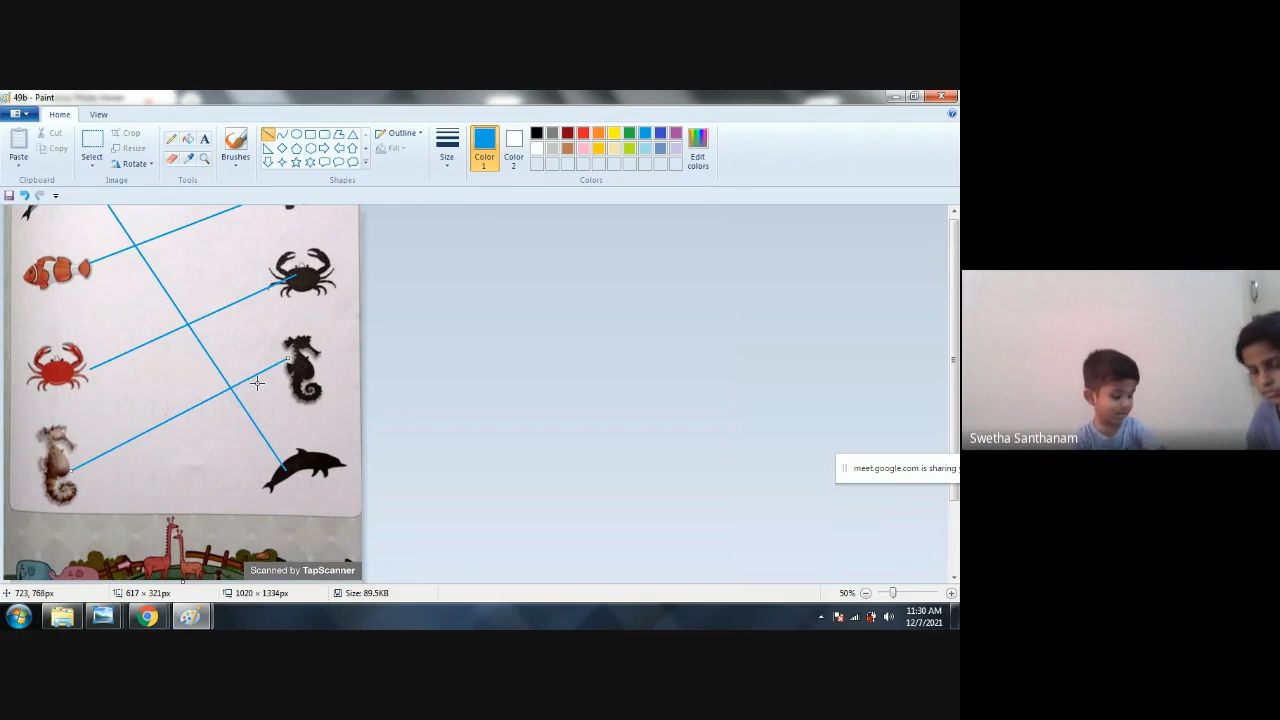 49b - Paint
Home View
Paste
Cut
Copy
Clipboard
Select
Crop
Resize
Rotate
Image
Tools
Brushes
Shapes
Outline
Fill
Size
Color
1
Color
2
Edit
colors
Colors
Swetha Santhanam
meet.google.com is sharing
Scanned by TapScanner
723, 768px
617 × 321px
1020 × 1334px
Size: 89.5KB
50%
11:30 AM
12/7/2021